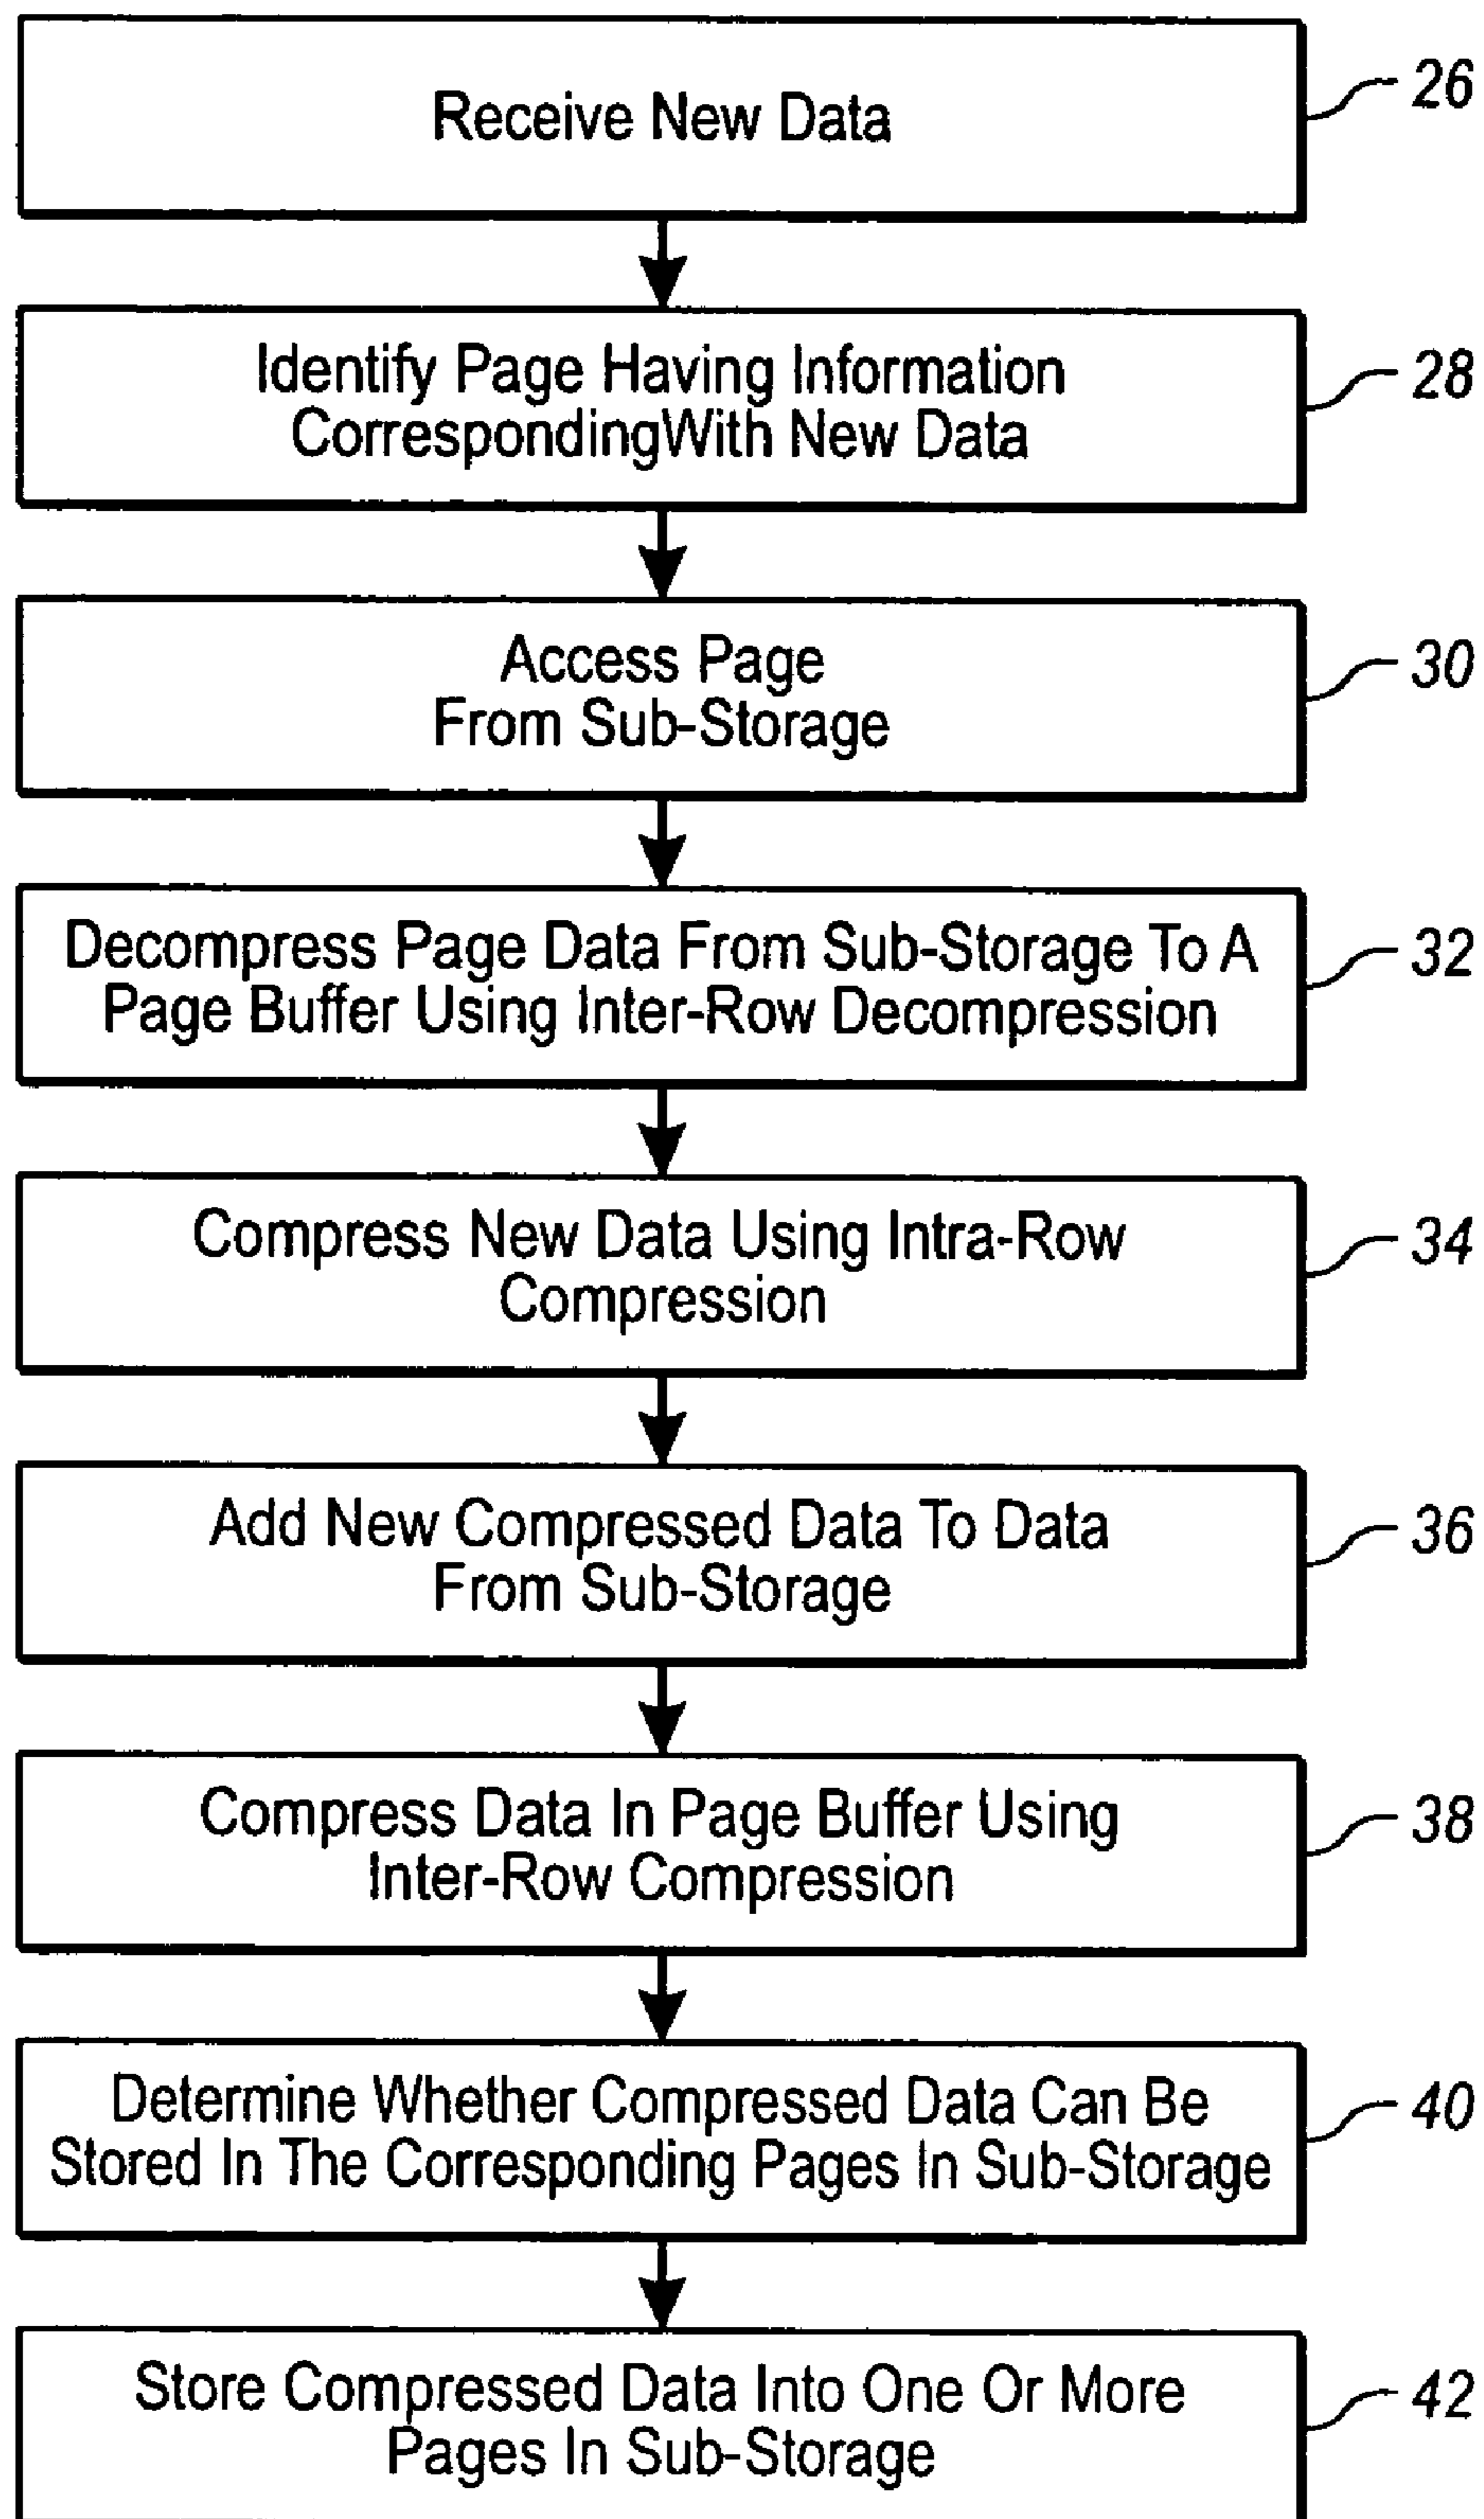 Receive New Data
26
Identify Page Having Information
CorrespondingWith New Data
28
Access Page
From Sub-Storage
30
Decompress Page Data From Sub-Storage To A
Page Buffer Using Inter-Row Decompression
32
Compress New Data Using Intra-Row
Compression
34
Add New Compressed Data To Data
From Sub-Storage
36
Compress Data In Page Buffer Using
Inter-Row Compression
38
Determine Whether Compressed Data Can Be
Stored In The Corresponding Pages In Sub-Storage
40
Store Compressed Data Into One Or More
Pages In Sub-Storage
42